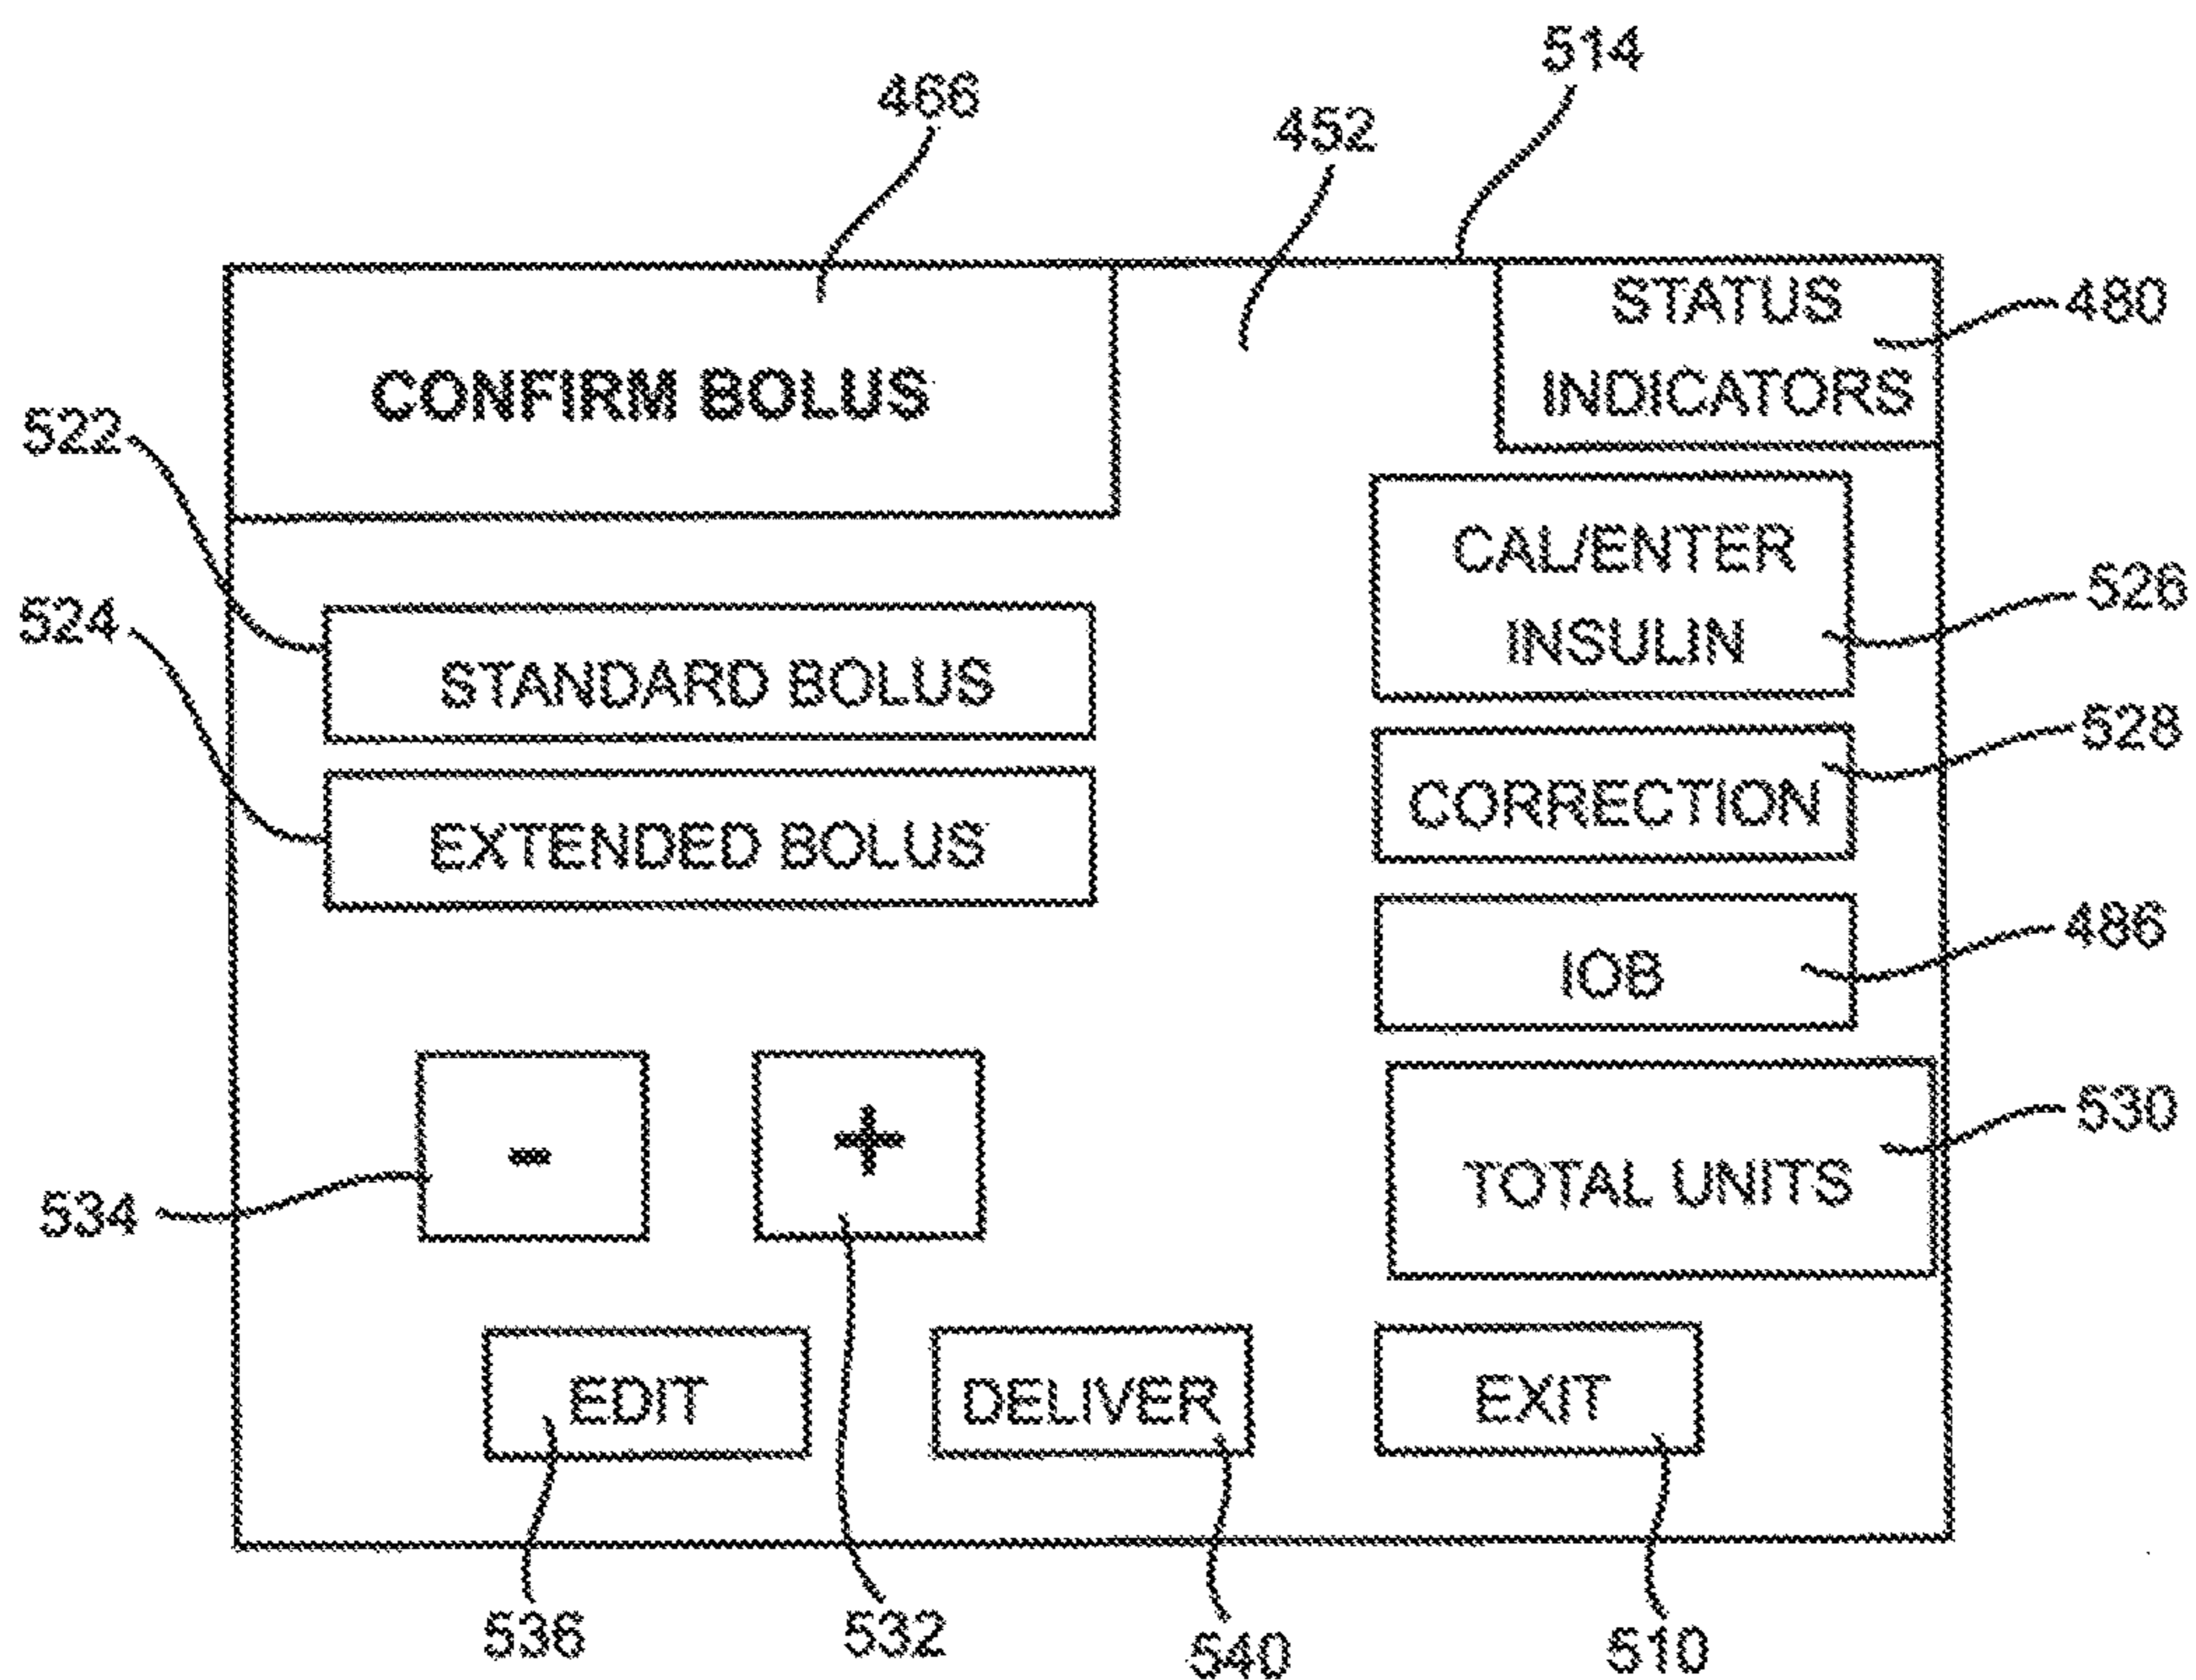 514
466
452
STATUS
INDICATORS
480
CONFIRM BOLUS
522
CAL/ENTER
INSULIN
526
524
STANDARD BOLUS
528
CORRECTION
EXTENDED BOLUS
486
IOB
530
- +
TOTAL UNITS
534
EDIT DELIVER EXIT
536 532 540 510